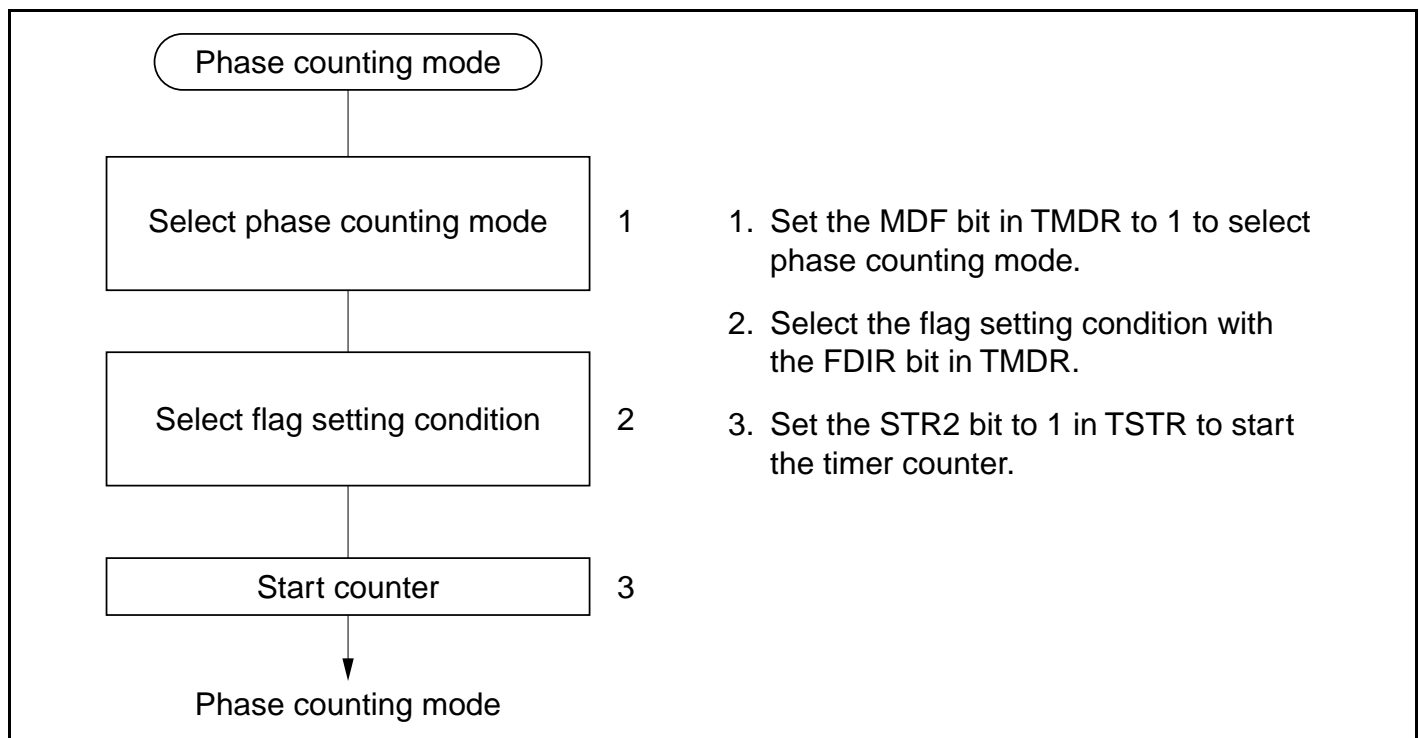 Phase counting mode
Select phase counting mode
1
Select flag setting condition
2
Start counter
3
Phase counting mode
1. Set the MDF bit in TMDR to 1 to select
phase counting mode.
2. Select the flag setting condition with
the FDIR bit in TMDR.
3. Set the STR2 bit to 1 in TSTR to start
the timer counter.